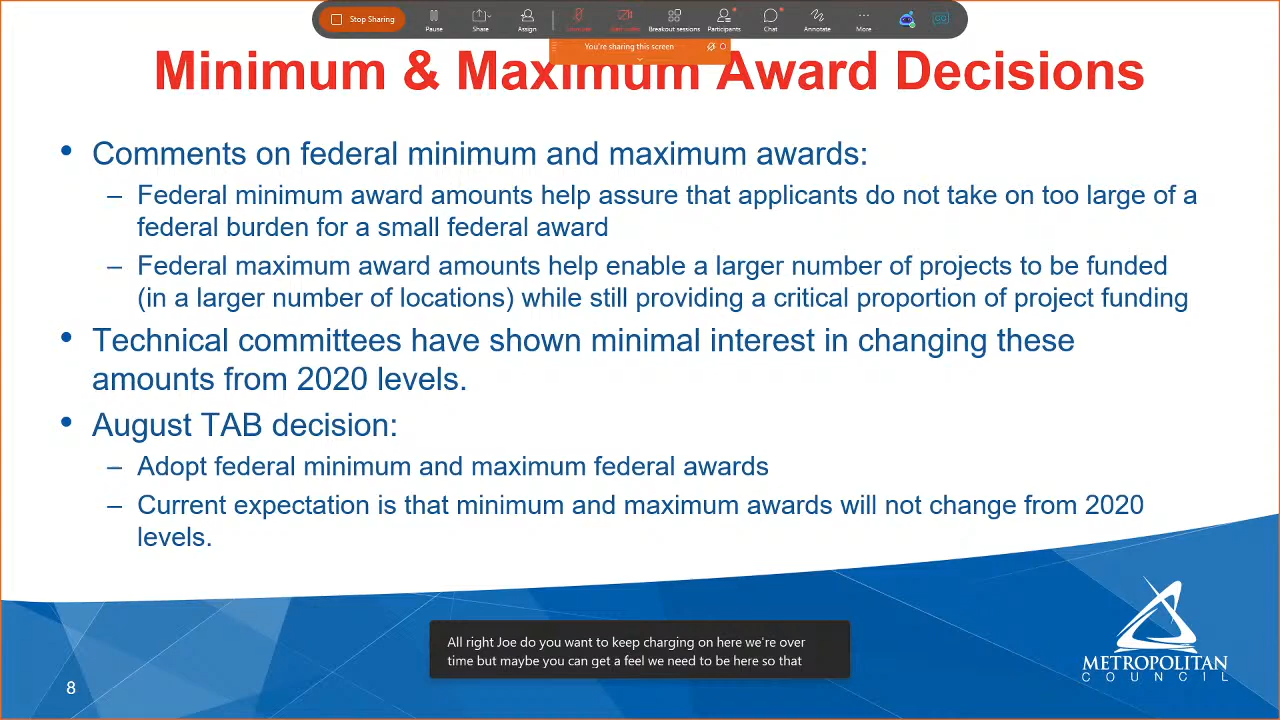 Stop Sharing
Pause
Share
Assign
Breakout sessions
Participants
Chat
Annotate
More
You're sharing this screen
Minimum & Maximum Award Decisions
• Comments on federal minimum and maximum awards:
– Federal minimum award amounts help assure that applicants do not take on too large of a
federal burden for a small federal award
– Federal maximum award amounts help enable a larger number of projects to be funded
(in a larger number of locations) while still providing a critical proportion of project funding
• Technical committees have shown minimal interest in changing these
amounts from 2020 levels.
• August TAB decision:
– Adopt federal minimum and maximum federal awards
– Current expectation is that minimum and maximum awards will not change from 2020
levels.
All right Joe do you want to keep charging on here we're over
time but maybe you can get a feel we need to be here so that
METROPOLITAN
COUNCIL
8